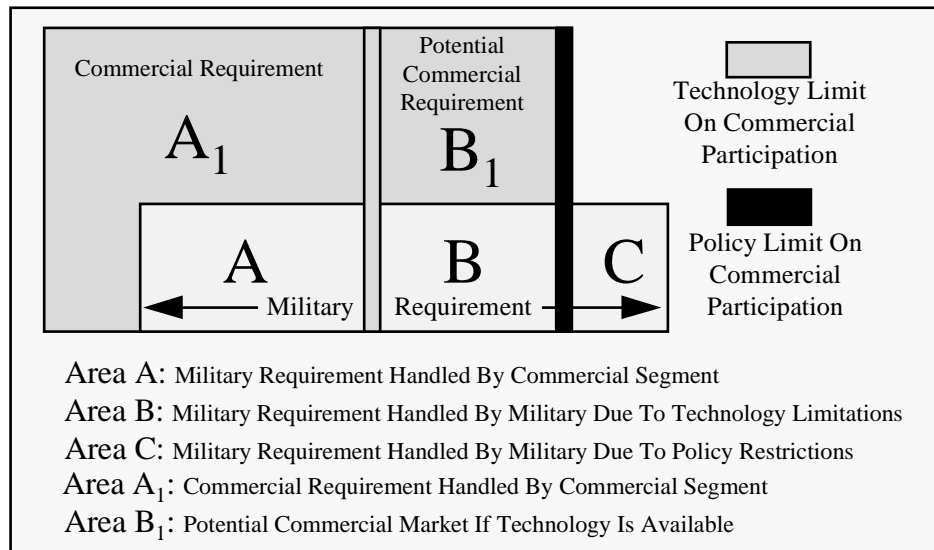 Commercial Requirement
A1
Potential
Commercial
Requirement
B1
A
B
C
Military
Requirement
Technology Limit
On Commercial
Participation
Policy Limit On
Commercial
Participation
Area A: Military Requirement Handled By Commercial Segment
Area B: Military Requirement Handled By Military Due To Technology Limitations
Area C: Military Requirement Handled By Military Due To Policy Restrictions
Area A1: Commercial Requirement Handled By Commercial Segment
Area B1: Potential Commercial Market If Technology Is Available